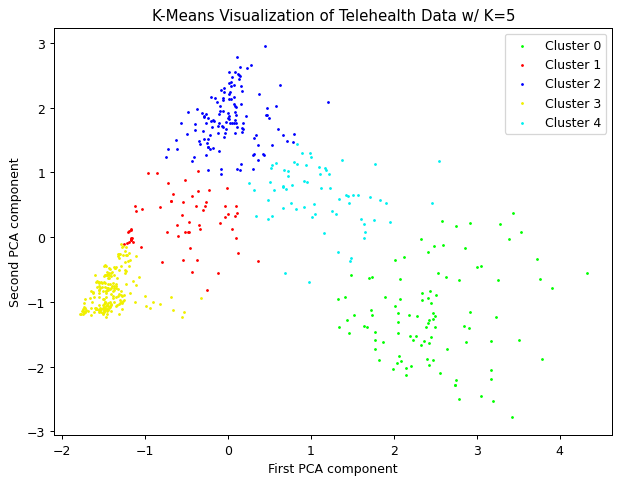 K-Means Visualization of Telehealth Data w/ K=5
Cluster 0
Cluster 1
Cluster 2
Cluster 3
Cluster 4
Second PCA component
3
2
1
0
−1
−2
−3
−2
−1
0
1
2
3
4
First PCA component